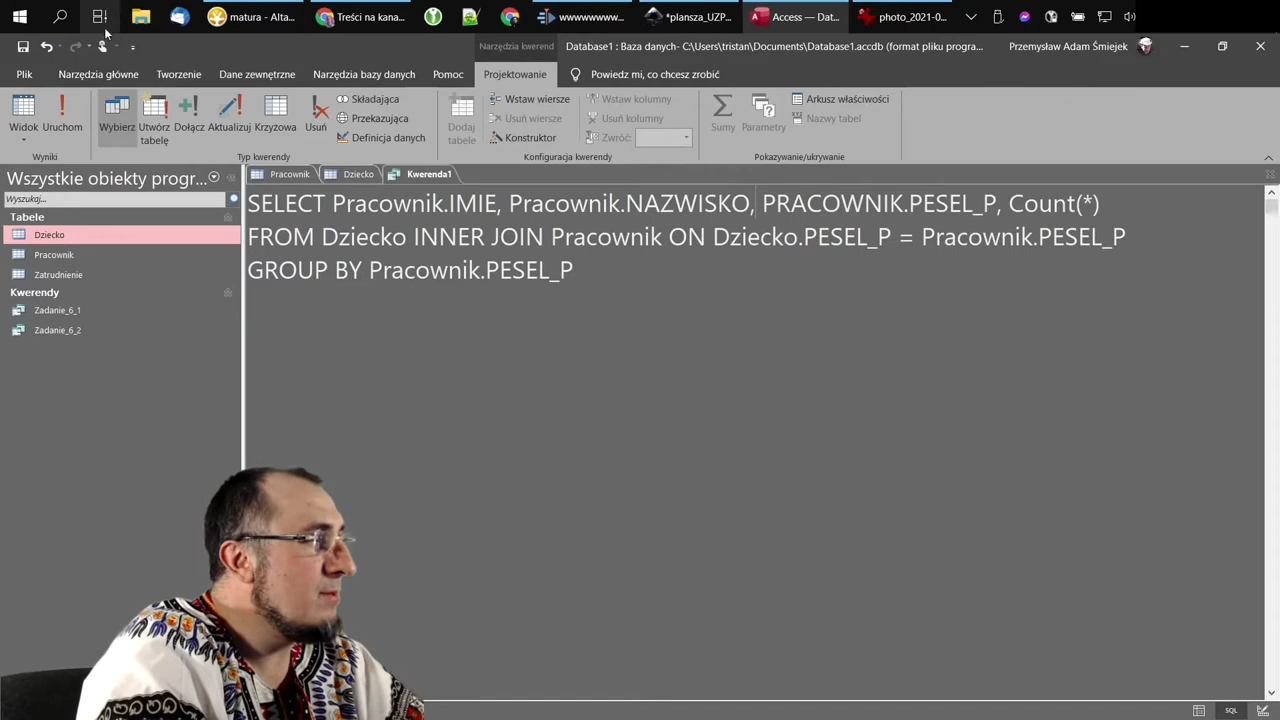 matura - Alta...
Treści na kana...
wwwwwwww...
*plansza_UZP...
Access — Dat...
photo_2021-0...
Narzędzia kwerend
Database1 : Baza danych- C:\Users\tristan\Documents\Database1.accdb (format pliku progra...
Przemysław Adam Śmiejek
Plik
Narzędzia główne
Tworzenie
Dane zewnętrzne
Narzędzia bazy danych
Pomoc
Projektowanie
Powiedz mi, co chcesz zrobić
Widok
Uruchom
Wyniki
Wybierz
Utwórz
tabelę
Dołącz
Aktualizuj
Krzyżowa
Usuń
Składająca
Przekazująca
Definicja danych
Typ kwerendy
Dodaj
tabele
Wstaw wiersze
Usuń wiersze
Konstruktor
Wstaw kolumny
Usuń kolumny
Zwróć:
Konfiguracja kwerendy
Sumy
Parametry
Arkusz właściwości
Nazwy tabel
Pokazywanie/ukrywanie
Wszystkie obiekty progr...
Wyszukaj...
Tabele
Dziecko
Pracownik
Zatrudnienie
Kwerendy
Zadanie_6_1
Zadanie_6_2
Pracownik
Dziecko
Kwerenda1
SELECT Pracownik.IMIE, Pracownik.NAZWISKO, PRACOWNIK.PESEL_P, Count(*)
FROM Dziecko INNER JOIN Pracownik ON Dziecko.PESEL_P = Pracownik.PESEL_P
GROUP BY Pracownik.PESEL_P
SQL